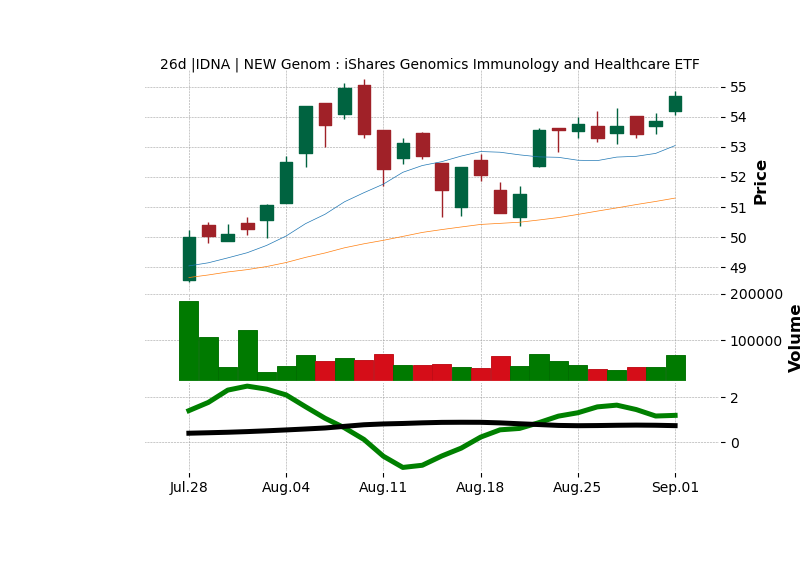 26d |IDNA | NEW Genom : iShares Genomics Immunology and Healthcare ETF
55
54
53
52
51
50
49
Price
200000
100000
Volume
2
0
Jul.28 Aug.04 Aug.11 Aug.18 Aug.25 Sep.01